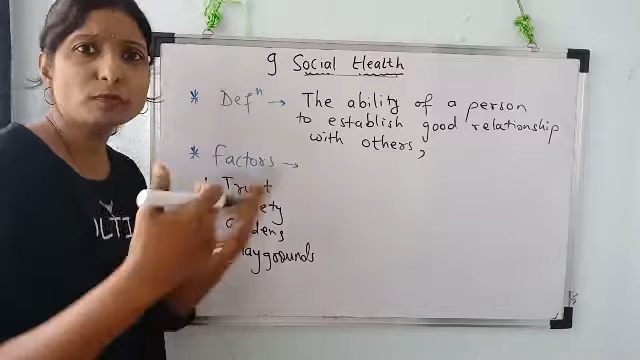 9 Social Health
* Defⁿ → The ability of a person
to establish good relationship
with others,
* Factors →
Trust